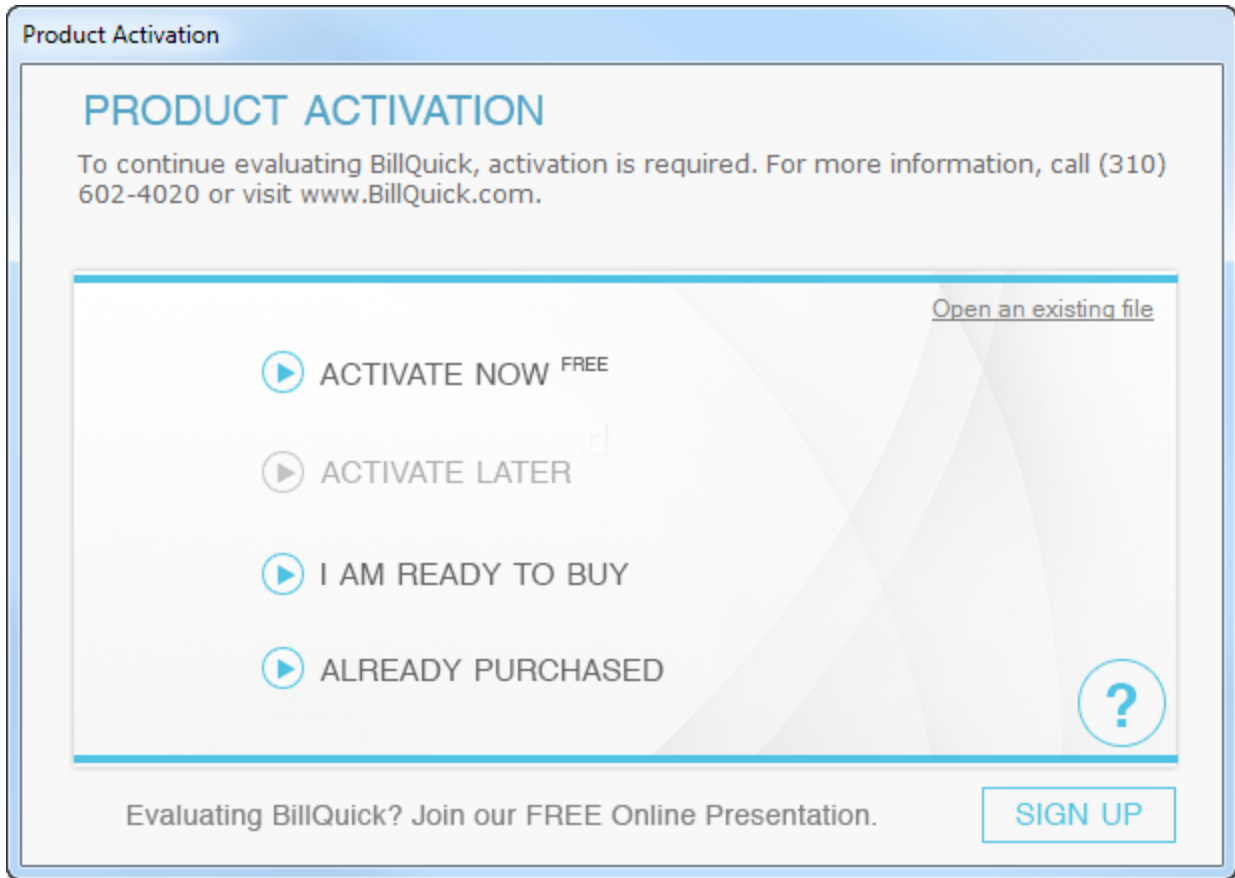 Product Activation
PRODUCT ACTIVATION
To continue evaluating BillQuick, activation is required. For more information, call (310)
602-4020 or visit www.BillQuick.com.
Open an existing file
ACTIVATE NOW FREE
ACTIVATE LATER
I AM READY TO BUY
ALREADY PURCHASED
?
Evaluating BillQuick? Join our FREE Online Presentation.
SIGN UP